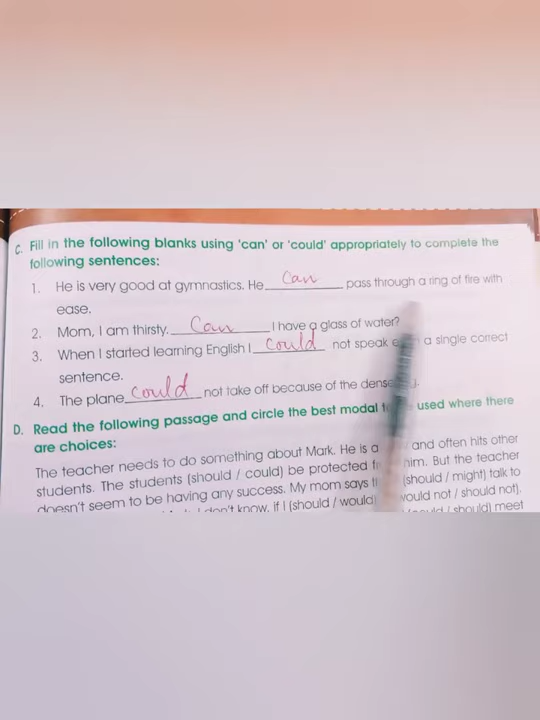 C. Fill in the following blanks using 'can' or 'could' appropriately to complete the
following sentences:
1. He is very good at gymnastics. He can pass through a ring of fire with
ease.
2. Mom, I am thirsty. Can I have a glass of water?
3. When I started learning English I could not speak a single correct
sentence.
4. The plane could not take off because of the dense
D. Read the following passage and circle the best modal used where there
are choices:
The teacher needs to do something about Mark. He is a and often hits other
students. The students (should / could) be protected him. But the teacher
doesn't seem to be having any success. My mom says (should / might) talk to
don't know. If I (should / would) would not / should not).
/ should) meet